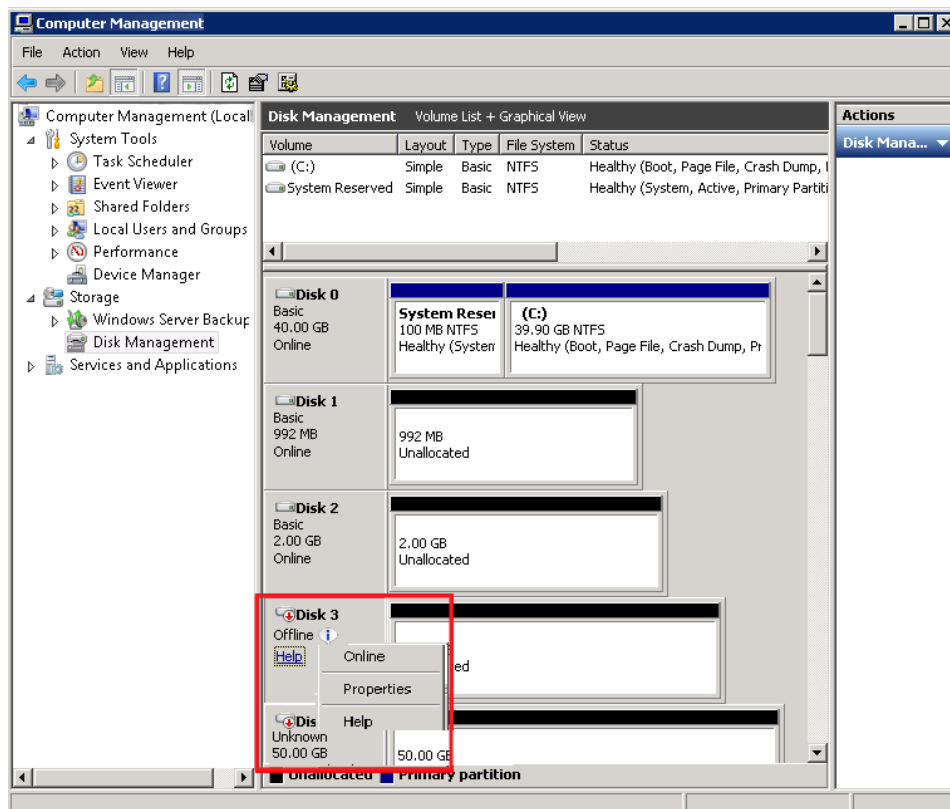 Computer Management
File Action View Help
Computer Management (Local
System Tools
Task Scheduler
Event Viewer
Shared Folders
Local Users and Groups
Performance
Device Manager
Storage
Windows Server Backup
Disk Management
Services and Applications
Disk Management Volume List + Graphical View
Volume Layout Type File System Status
(C:) Simple Basic NTFS Healthy (Boot, Page File, Crash Dump,
System Reserved Simple Basic NTFS Healthy (System, Active, Primary Partiti
Disk 0
Basic
40.00 GB
Online
System Reser
100 MB NTFS
Healthy (System
(C:)
39.90 GB NTFS
Healthy (Boot, Page File, Crash Dump, Pr
Disk 1
Basic
992 MB
Online
992 MB
Unallocated
Disk 2
Basic
2.00 GB
Online
2.00 GB
Unallocated
Disk 3
Offline
Help
ed
Online
Properties
Help
Dis
Unknown
50.00 GB
50.00 GB
Unallocated Primary partition
Actions
Disk Mana...